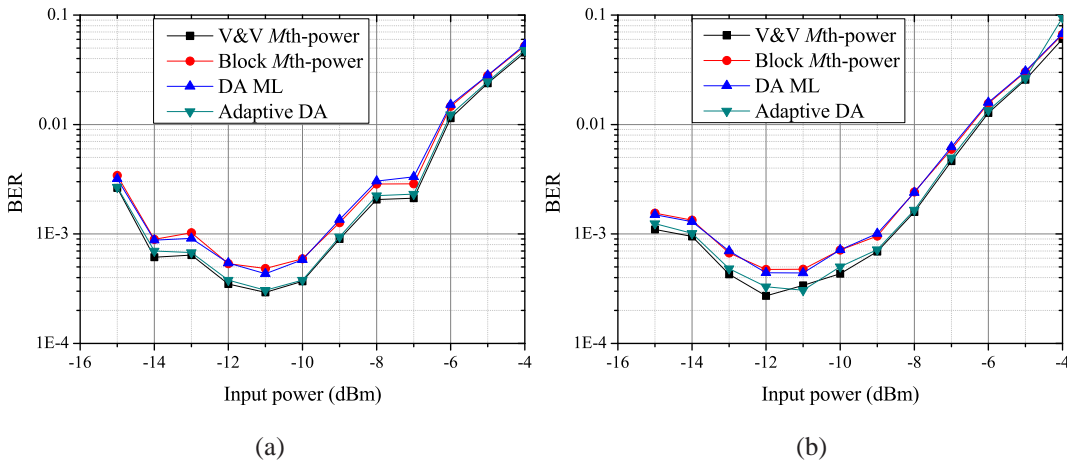 0.1
0.01
1E-3
1E-4
BER
V&V Mth-power
Block Mth-power
DA ML
Adaptive DA
-16 -14 -12 -10 -8 -6 -4
Input power (dBm)
(a)
0.1
0.01
1E-3
1E-4
BER
V&V Mth-power
Block Mth-power
DA ML
Adaptive DA
-16 -14 -12 -10 -8 -6 -4
Input power (dBm)
(b)